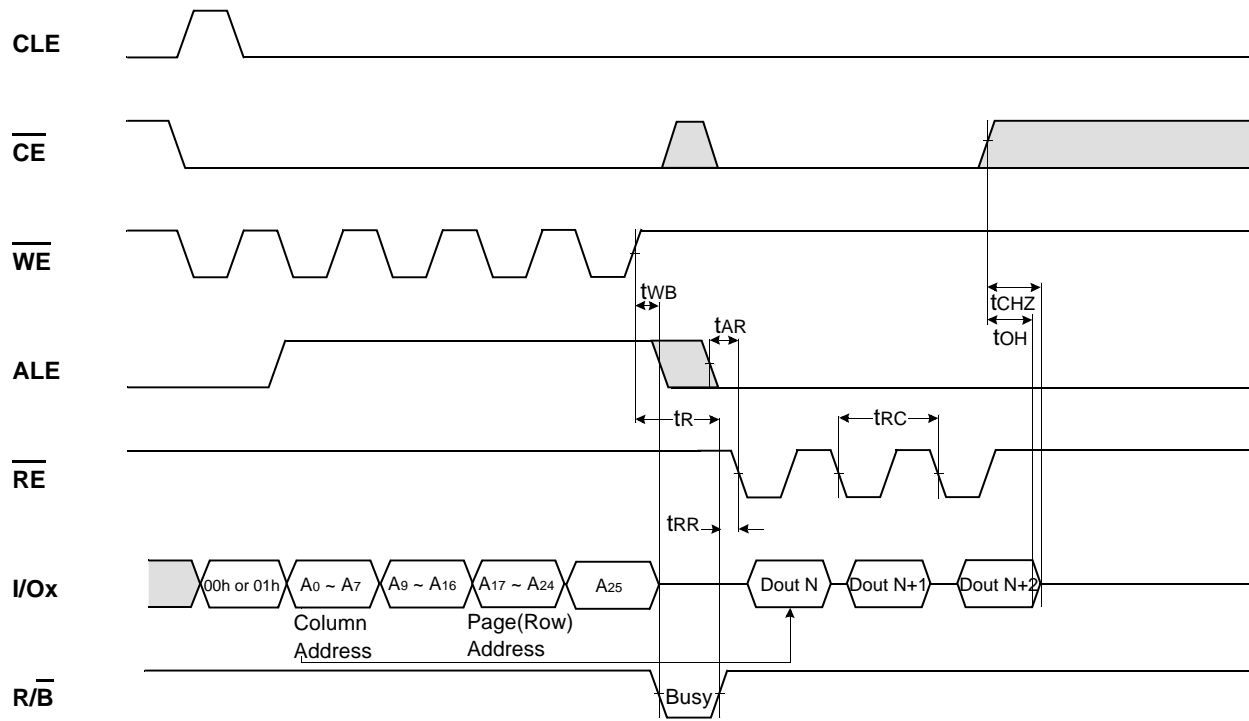 CLE
CE
WE
tWB
tCHZ
tAR
tOH
ALE
tR
tRC
RE
tRR
I/Ox
00h or 01h
A0 ~ A7
A9 ~ A16
A17 ~ A24
A25
Dout N
Dout N+1
Dout N+2
Column
Address
Page(Row)
Address
R/B
Busy